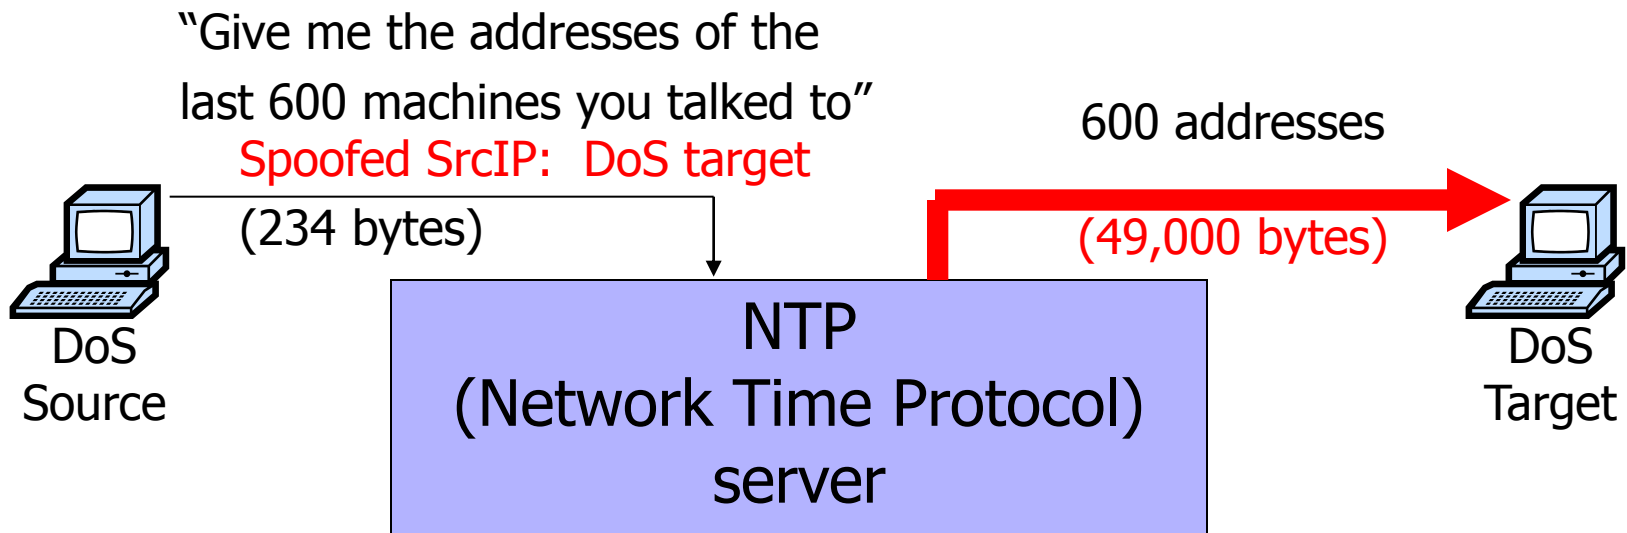 “Give me the addresses of the
last 600 machines you talked to”
Spoofed SrcIP:  DoS target
(234 bytes)
600 addresses
(49,000 bytes)
DoS
Source
NTP
(Network Time Protocol)
server
DoS
Target